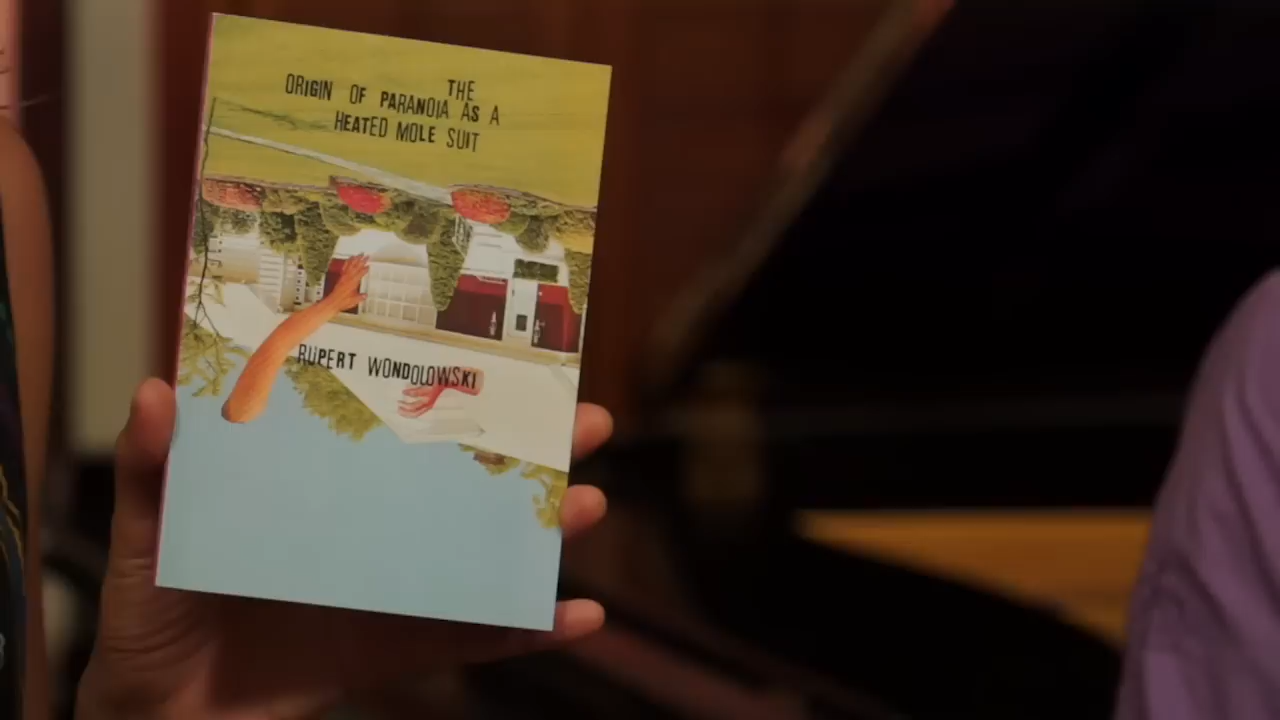 THE
ORIGIN OF PARANOIA AS A
HEATED MOLE SUIT
RUPERT WONDOLOWSKI